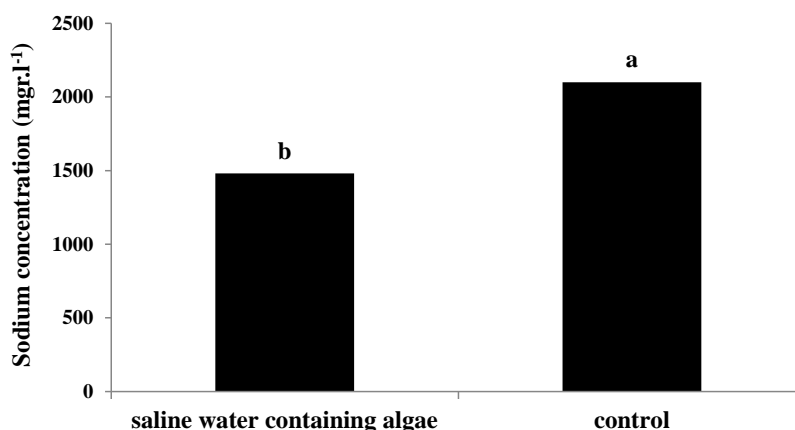 Sodium concentration (mgr.l⁻¹)
2500
2000
1500
1000
500
0
b
a
saline water containing algae
control